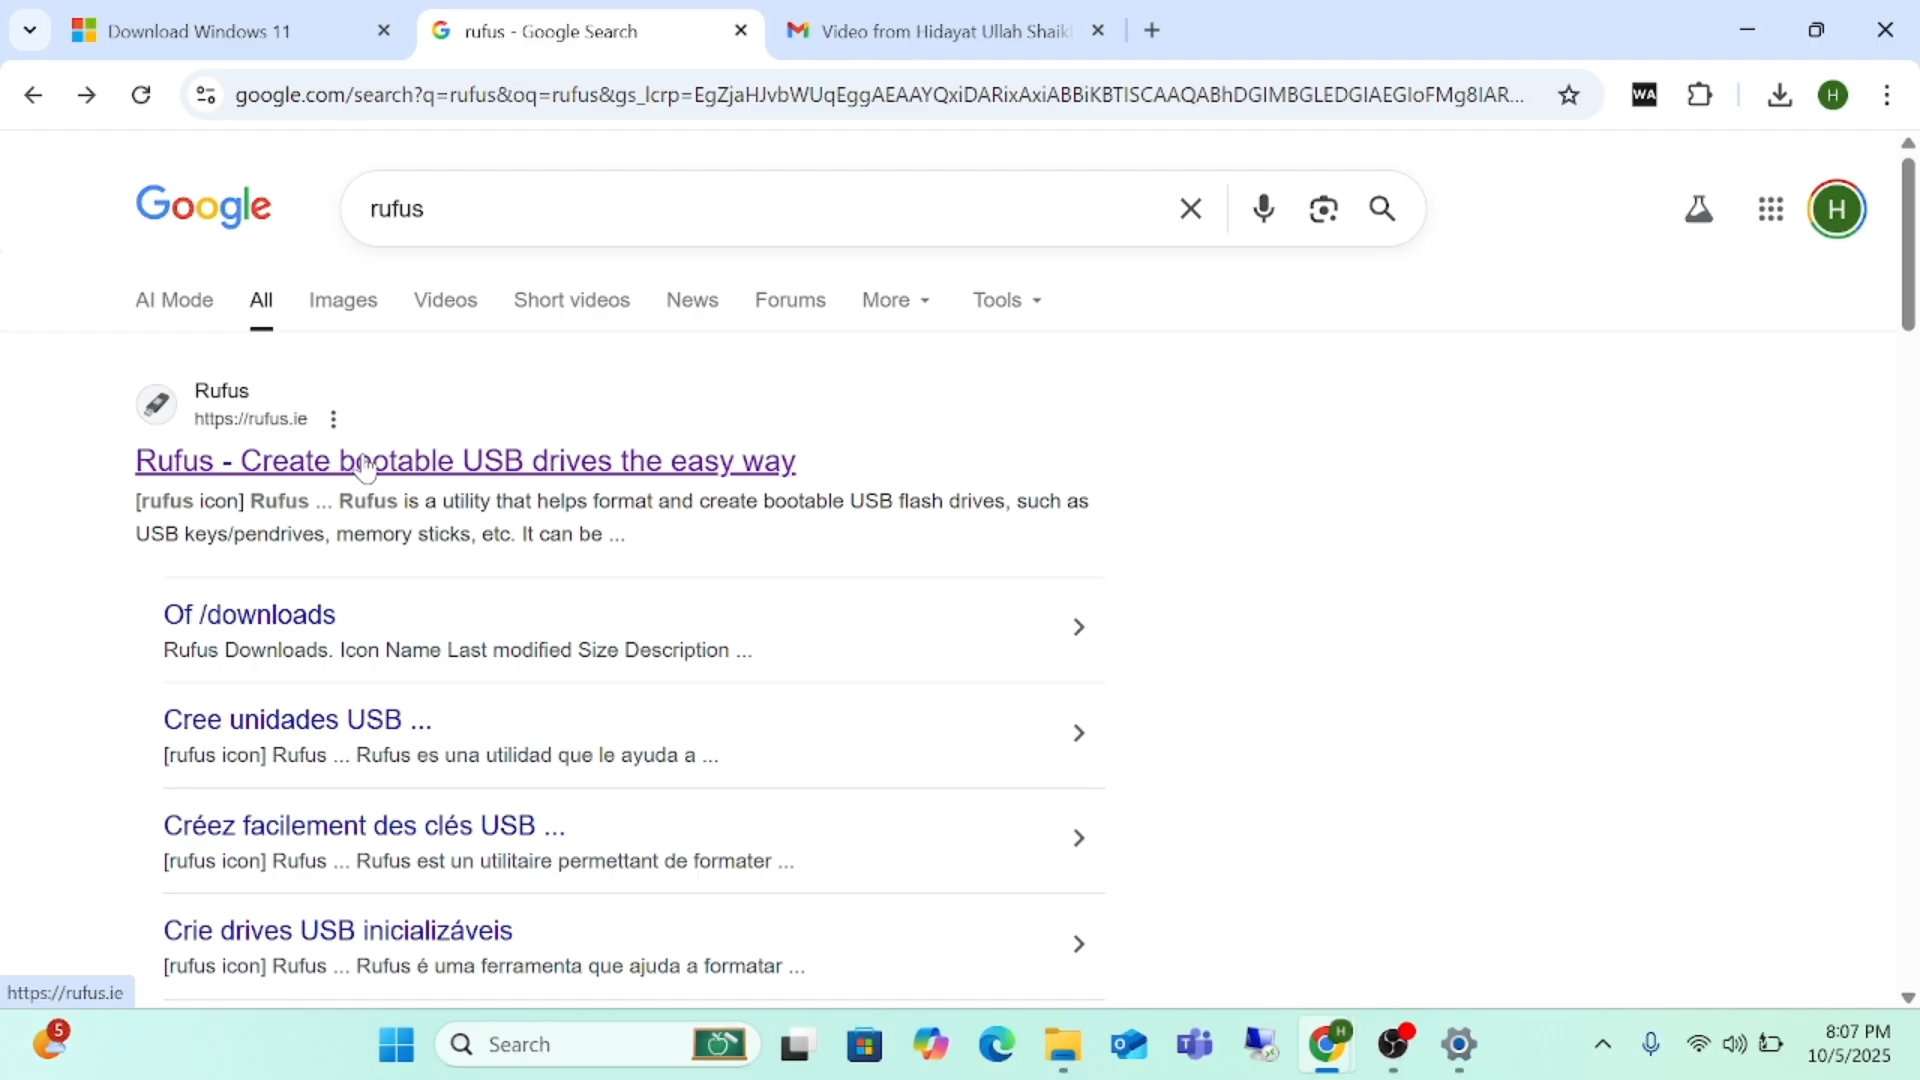 Download Windows 11
rufus - Google Search
Video from Hidayat Ullah Shaik
google.com/search?q=rufus&oq=rufus&gs_lcrp=EgZjaHJvbWUqEggAEAAYQxiDARixAxiABBiKBTISCAAQABhDGIMBGLEDGIAEGIoFMg8IAR...
WA
H
Google
rufus
H
AI Mode
All
Images
Videos
Short videos
News
Forums
More
Tools
Rufus
https://rufus.ie
Rufus - Create bootable USB drives the easy way
[rufus icon] Rufus ... Rufus is a utility that helps format and create bootable USB flash drives, such as
USB keys/pendrives, memory sticks, etc. It can be ...
Of /downloads
Rufus Downloads. Icon Name Last modified Size Description ...
Cree unidades USB ...
[rufus icon] Rufus ... Rufus es una utilidad que le ayuda a ...
Créez facilement des clés USB ...
[rufus icon] Rufus ... Rufus est un utilitaire permettant de formater ...
Crie drives USB inicializáveis
[rufus icon] Rufus ... Rufus é uma ferramenta que ajuda a formatar ...
https://rufus.ie
5
Search
H
8:07 PM
10/5/2025